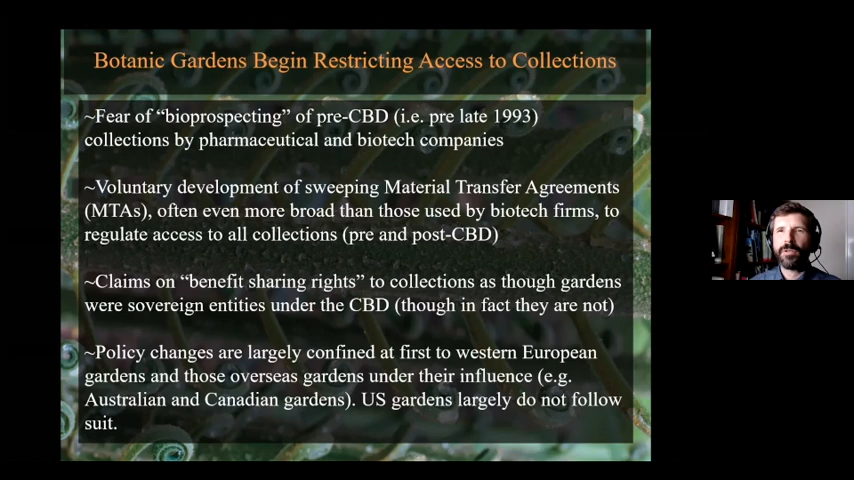 Botanic Gardens Begin Restricting Access to Collections
~Fear of “bioprospecting” of pre-CBD (i.e. pre late 1993)
collections by pharmaceutical and biotech companies
~Voluntary development of sweeping Material Transfer Agreements
(MTAs), often even more broad than those used by biotech firms, to
regulate access to all collections (pre and post-CBD)
~Claims on “benefit sharing rights” to collections as though gardens
were sovereign entities under the CBD (though in fact they are not)
~Policy changes are largely confined at first to western European
gardens and those overseas gardens under their influence (e.g.
Australian and Canadian gardens). US gardens largely do not follow
suit.